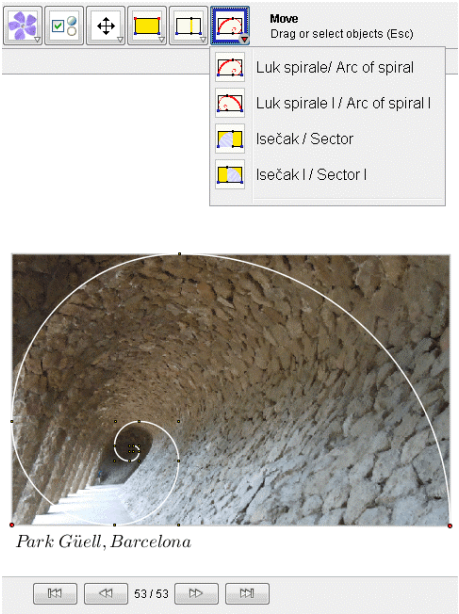 Move
Drag or select objects (Esc)
Luk spirale/ Arc of spiral
Luk spirale I / Arc of spiral I
Isečak / Sector
Isečak I / Sector I
Park Güell, Barcelona
53 / 53